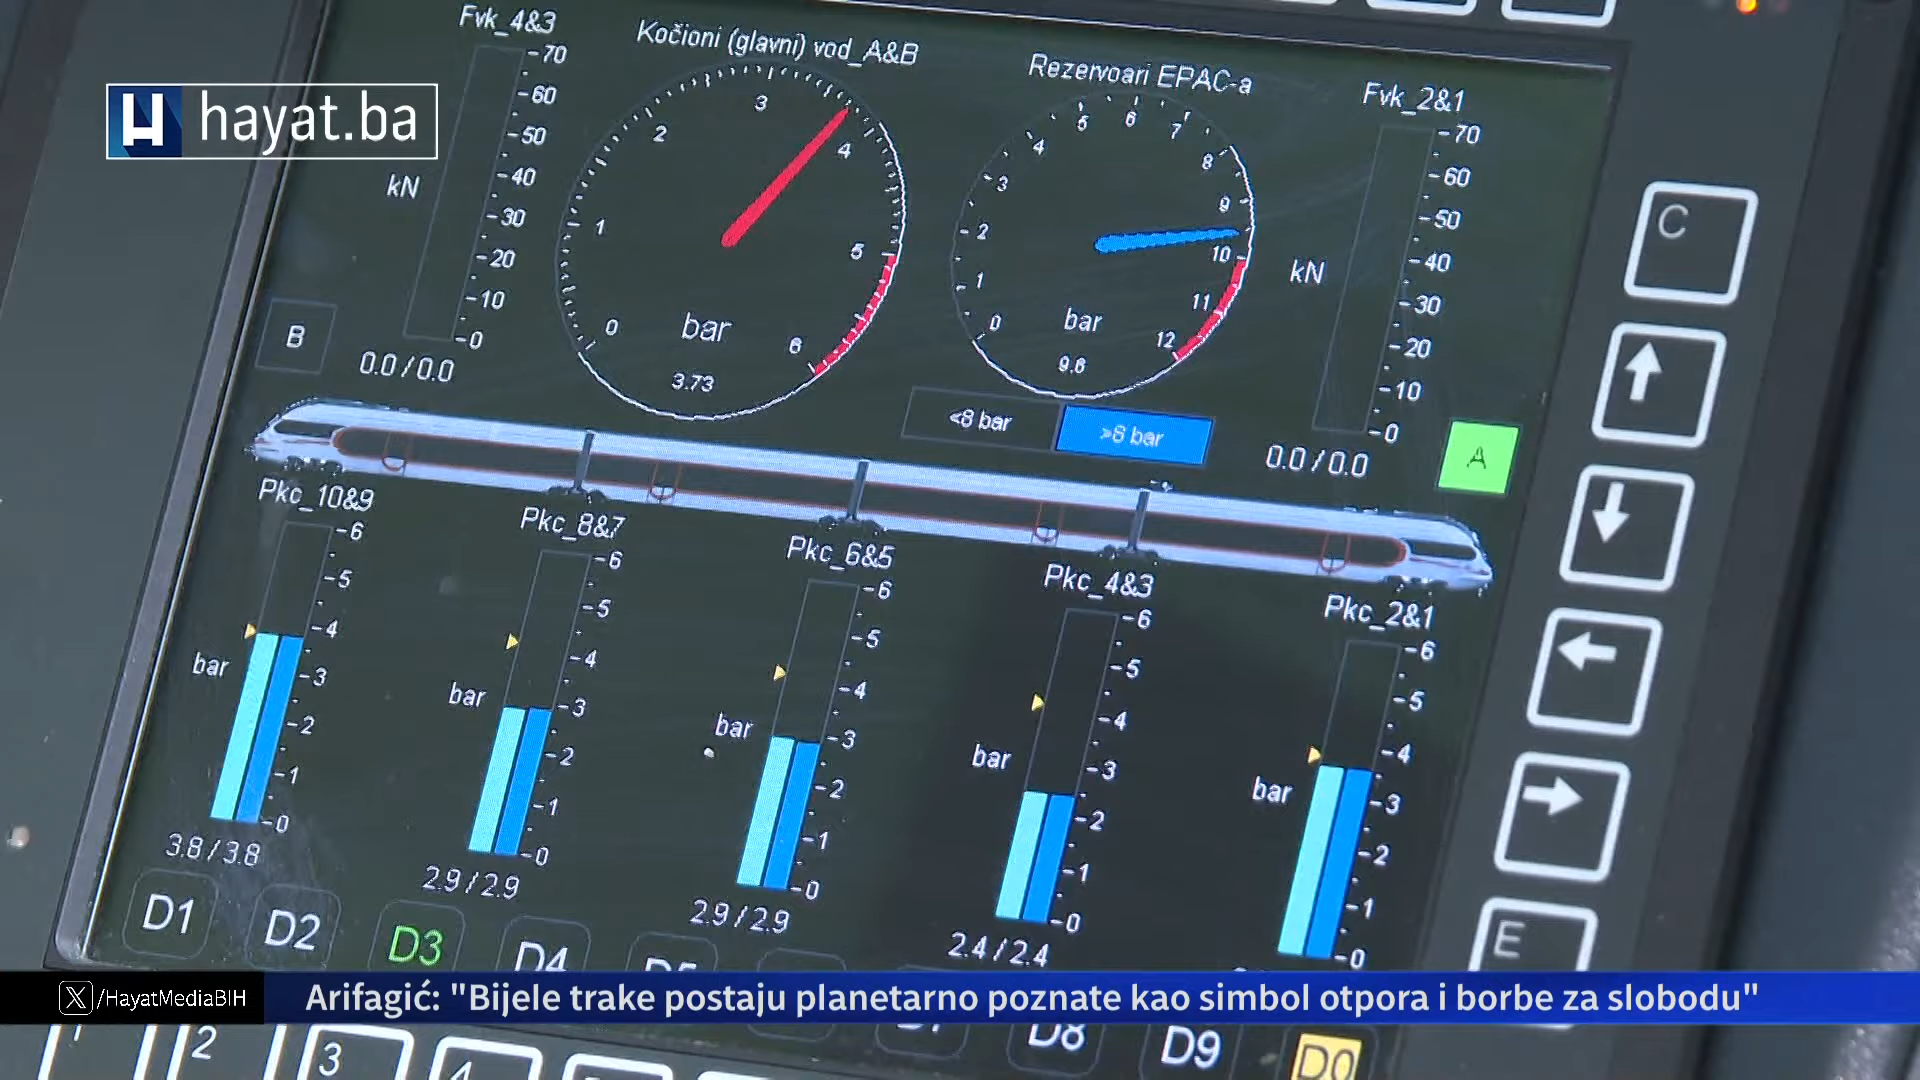 Fvk_4&3
Kočioni (glavni) vod_A&B
Rezervoari EPAC-a
Fvk_2&1
hayat.ba
70
60
50
40
30
20
10
0
kN
0.0 / 0.0
B
0
1
2
3
4
5
6
bar
3.73
0
1
2
3
4
5
6
7
8
9
10
11
12
bar
9.6
<8 bar
>8 bar
70
60
50
40
30
20
10
0
kN
0.0 / 0.0
A
C
Pkc_10&9
6
5
4
3
2
1
0
bar
3.8 / 3.8
Pkc_8&7
6
5
4
3
2
1
0
bar
2.9 / 2.9
Pkc_6&5
6
5
4
3
2
1
0
bar
2.9 / 2.9
Pkc_4&3
6
5
4
3
2
1
0
bar
2.4 / 2.4
Pkc_2&1
6
5
4
3
2
1
0
bar
E
D1 D2 D3 D4
/HayatMediaBIH
Arifagić: "Bijele trake postaju planetarno poznate kao simbol otpora i borbe za slobodu"
D8 D9 D0
1 2 3 4